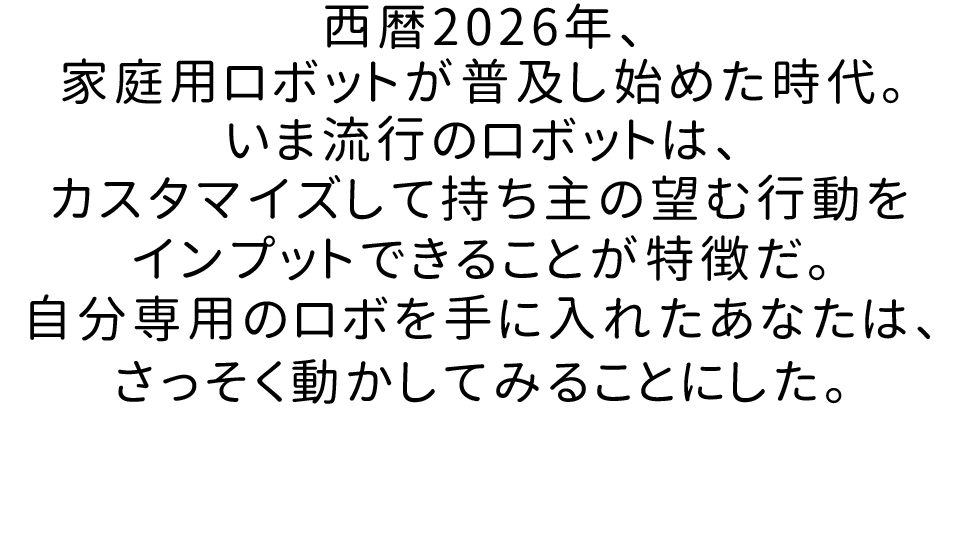 西暦2026年、
家庭用ロボットが普及し始めた時代。
いま流行のロボットは、
カスタマイズして持ち主の望む行動を
インプットできることが特徴だ。
自分専用のロボを手に入れたあなたは、
さっそく動かしてみることにした。